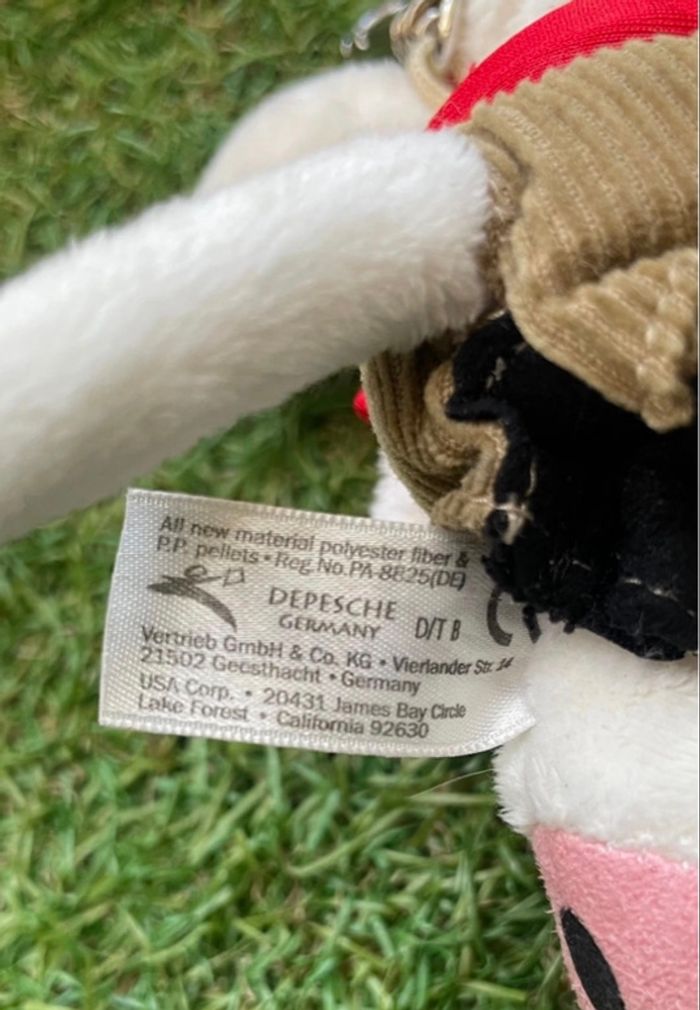 All new material polyester fiber &
P.P. pellets • Reg.No.PA-8825(DE)
DEPESCHE
GERMANY D/T B
Vertrieb GmbH & Co. KG • Vierlander Str. 14
21502 Geesthacht • Germany
USA Corp. • 20431 James Bay Circle
Lake Forest • California 92630